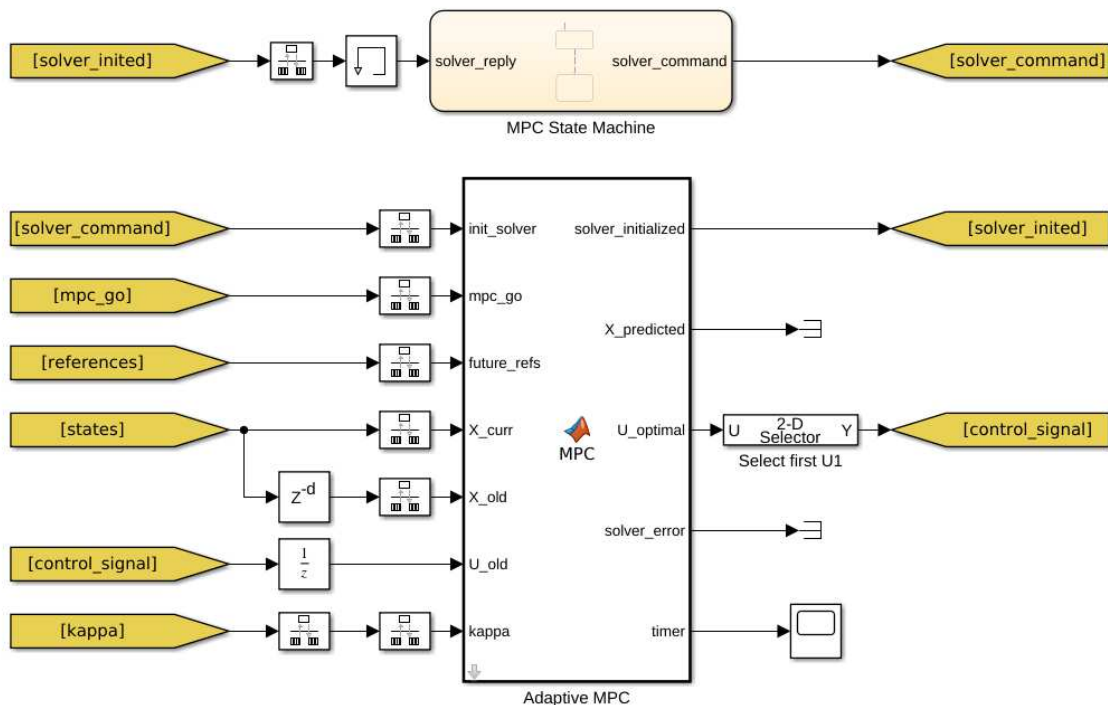 [solver_inited]
solver_reply
solver_command
[solver_command]
MPC State Machine
[solver_command]
init_solver
solver_initialized
[solver_inited]
[mpc_go]
mpc_go
X_predicted
[references]
future_refs
[states]
X_curr
MPC
U_optimal
U
2-D
Selector
Y
Select first U1
[control_signal]
Z-d
X_old
solver_error
[control_signal]
1
z
U_old
[kappa]
kappa
timer
Adaptive MPC